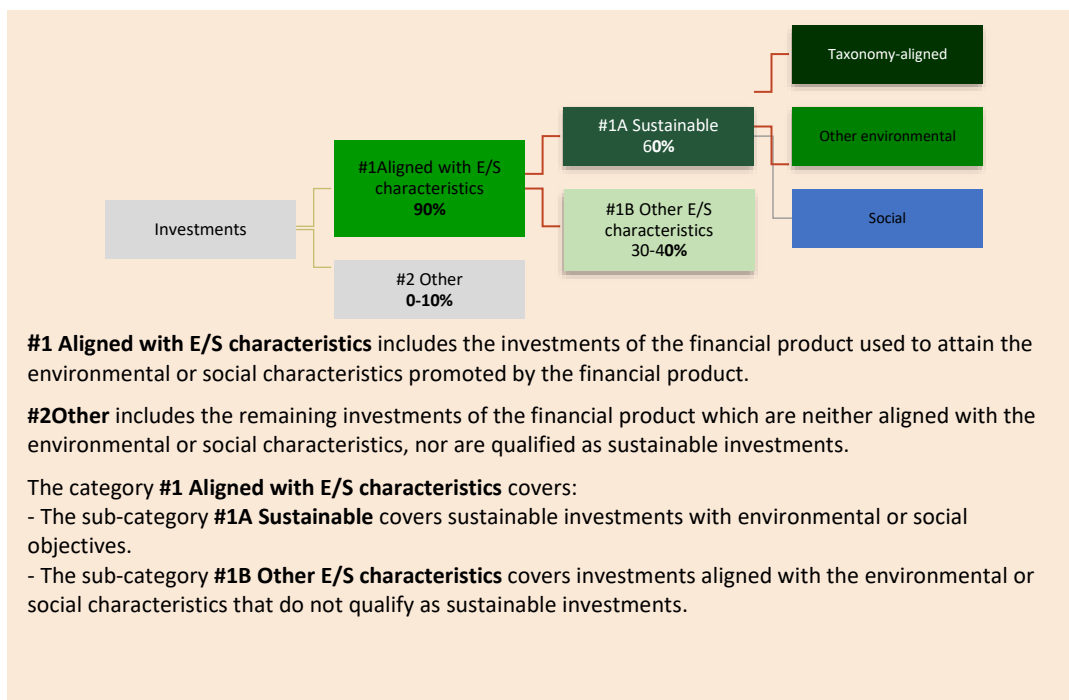 Taxonomy-aligned
#1A Sustainable
60%
Other environmental
#1Aligned with E/S
characteristics
90%
#1B Other E/S
characteristics
30-40%
Social
Investments
#2 Other
0-10%
#1 Aligned with E/S characteristics includes the investments of the financial product used to attain the
environmental or social characteristics promoted by the financial product.
#2Other includes the remaining investments of the financial product which are neither aligned with the
environmental or social characteristics, nor are qualified as sustainable investments.
The category #1 Aligned with E/S characteristics covers:
- The sub-category #1A Sustainable covers sustainable investments with environmental or social
objectives.
- The sub-category #1B Other E/S characteristics covers investments aligned with the environmental or
social characteristics that do not qualify as sustainable investments.